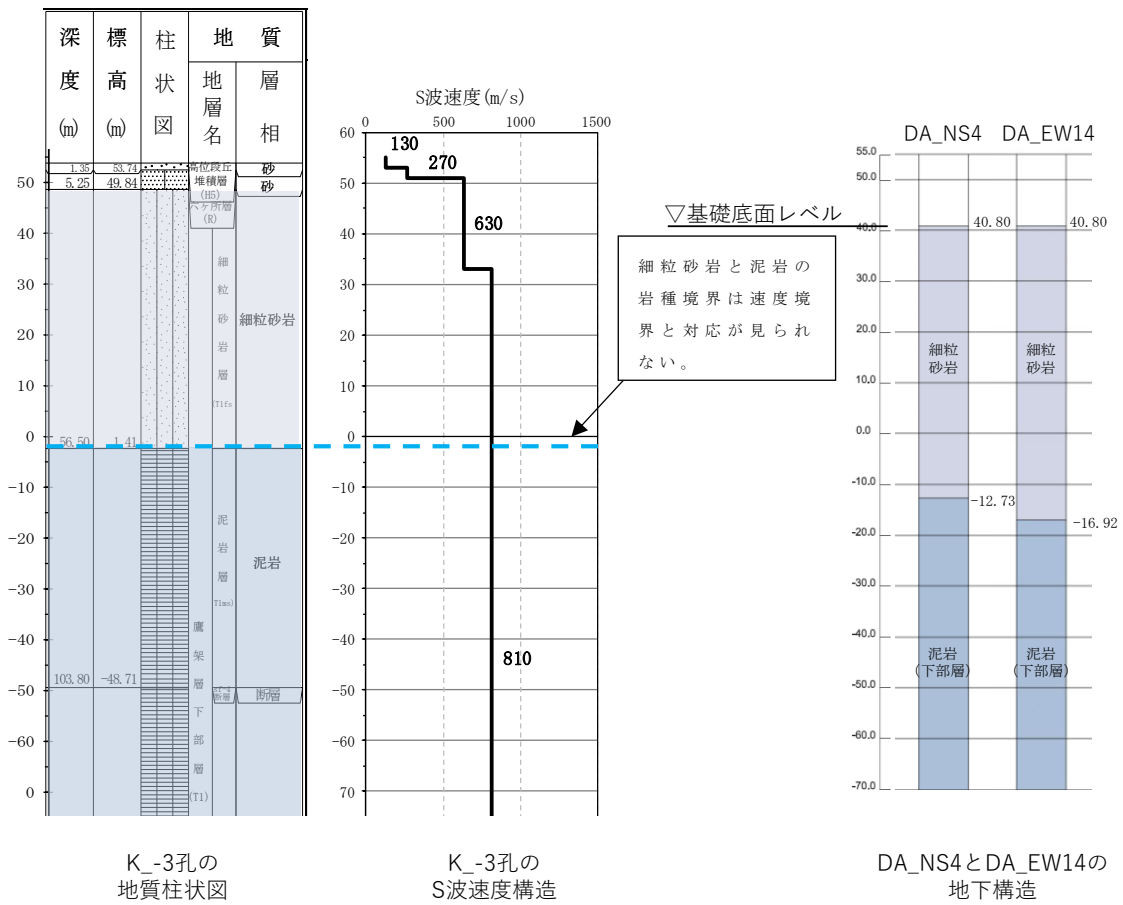 深度(m)
標高(m)
柱状図
地 質
地層名
層相
1.35 53.74 高位段丘 砂
5.25 49.84 堆積層 砂
(H5)
六ヶ所層
(R)
細粒砂岩層
(T1fs
細粒砂岩
56.50 1.41
泥岩層
T1ms)
泥岩
鷹架層下部層
(T1)
103.80 -48.71
断層
断層
50
40
30
20
10
0
-10
-20
-30
-40
-50
-60
0
S波速度(m/s)
0 500 1000 1500
60
50
40
30
20
10
0
-10
-20
-30
-40
-50
-60
70
130
270
630
810
細粒砂岩と泥岩の
岩種境界は速度境
界と対応が見られ
ない。
▽基礎底面レベル
DA_NS4 DA_EW14
55.0
50.0
40.0
30.0
20.0
10.0
0.0
-10.0
-20.0
-30.0
-40.0
-50.0
-60.0
-70.0
40.80 40.80
細粒 細粒
砂岩 砂岩
-12.73
-16.92
泥岩 泥岩
(下部層) (下部層)
K_-3孔の
地質柱状図
K_-3孔の
S波速度構造
DA_NS4とDA_EW14の
地下構造